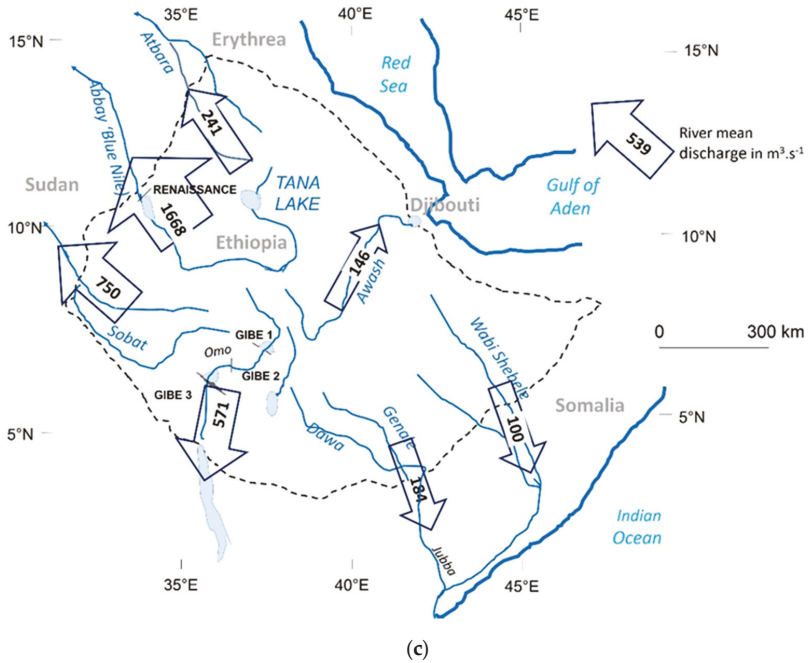 35°E
40°E
45°E
15°N
Erythrea
Atbara
Red
Sea
15°N
Abbay 'Blue Nile)
241
539
River mean
discharge in m³.s⁻¹
Sudan
RENAISSANCE
TANA
LAKE
Djibouti
Gulf of
Aden
1668
10°N
Ethiopia
10°N
750
146
Awash
Sobat
GIBE 1
Omo
GIBE 2
GIBE 3
Wabi Shebele
0
300 km
571
Dawa
Genale
100
Somalia
5°N
5°N
184
Indian
Ocean
Jubba
35°E
40°E
45°E
(c)